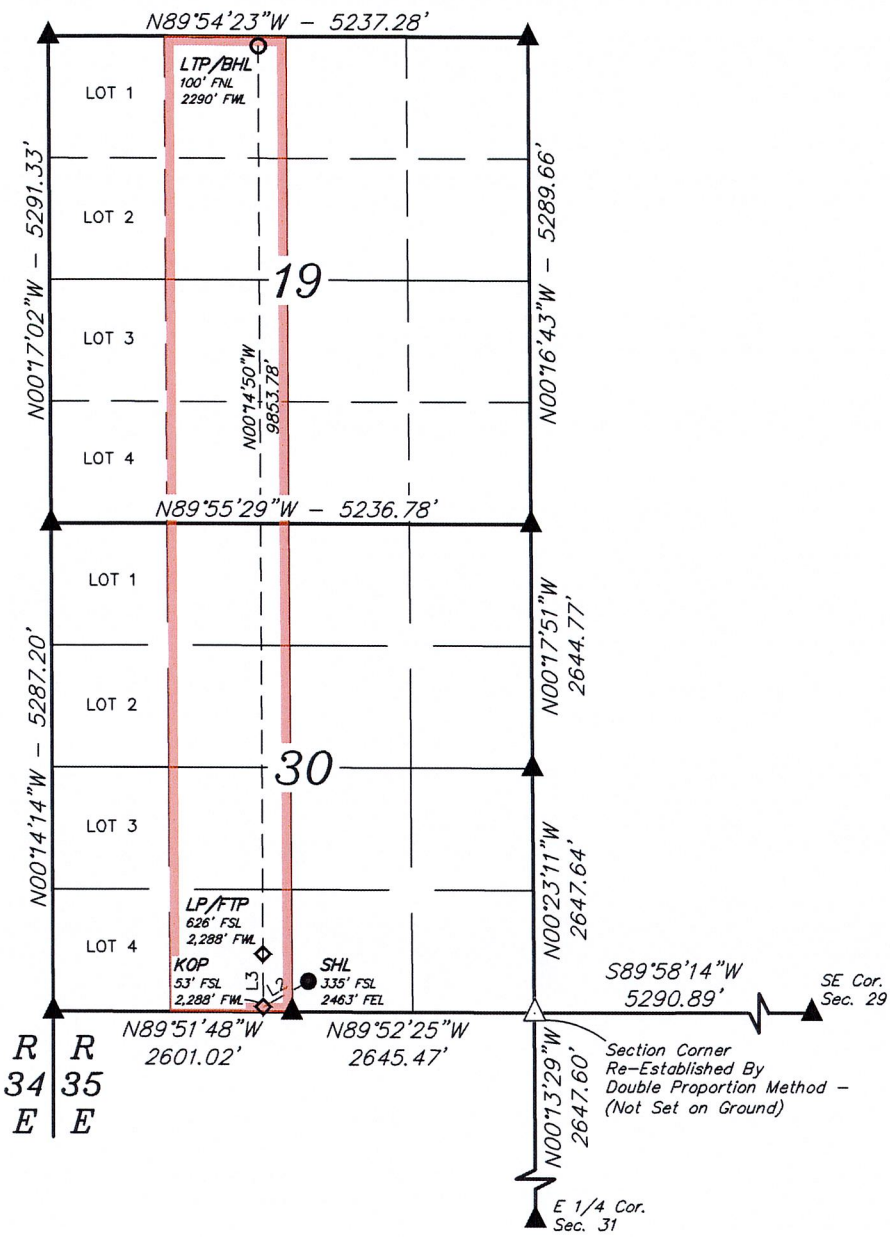 N89°54'23"W - 5237.28'
LTP/BHL
100' FNL
2290' FWL
LOT 1
LOT 2
LOT 3
LOT 4
N00°17'02"W - 5291.33'
19
N00°14'50"W
9853.78'
N00°16'43"W - 5289.66'
N89°55'29"W - 5236.78'
LOT 1
LOT 2
LOT 3
LOT 4
N00°14'14"W - 5287.20'
30
N00°17'51"W
2644.77'
N00°23'11"W
2647.64'
LP/FTP
626' FSL
2,288' FWL
KOP
53' FSL
2,288' FWL
L3
L2
SHL
335' FSL
2463' FEL
S89°58'14"W
5290.89'
SE Cor.
Sec. 29
N89°51'48"W
2601.02'
N89°52'25"W
2645.47'
R R
34 35
E E
N00°13'29"W
2647.60'
Section Corner
Re-Established By
Double Proportion Method -
(Not Set on Ground)
E 1/4 Cor.
Sec. 31